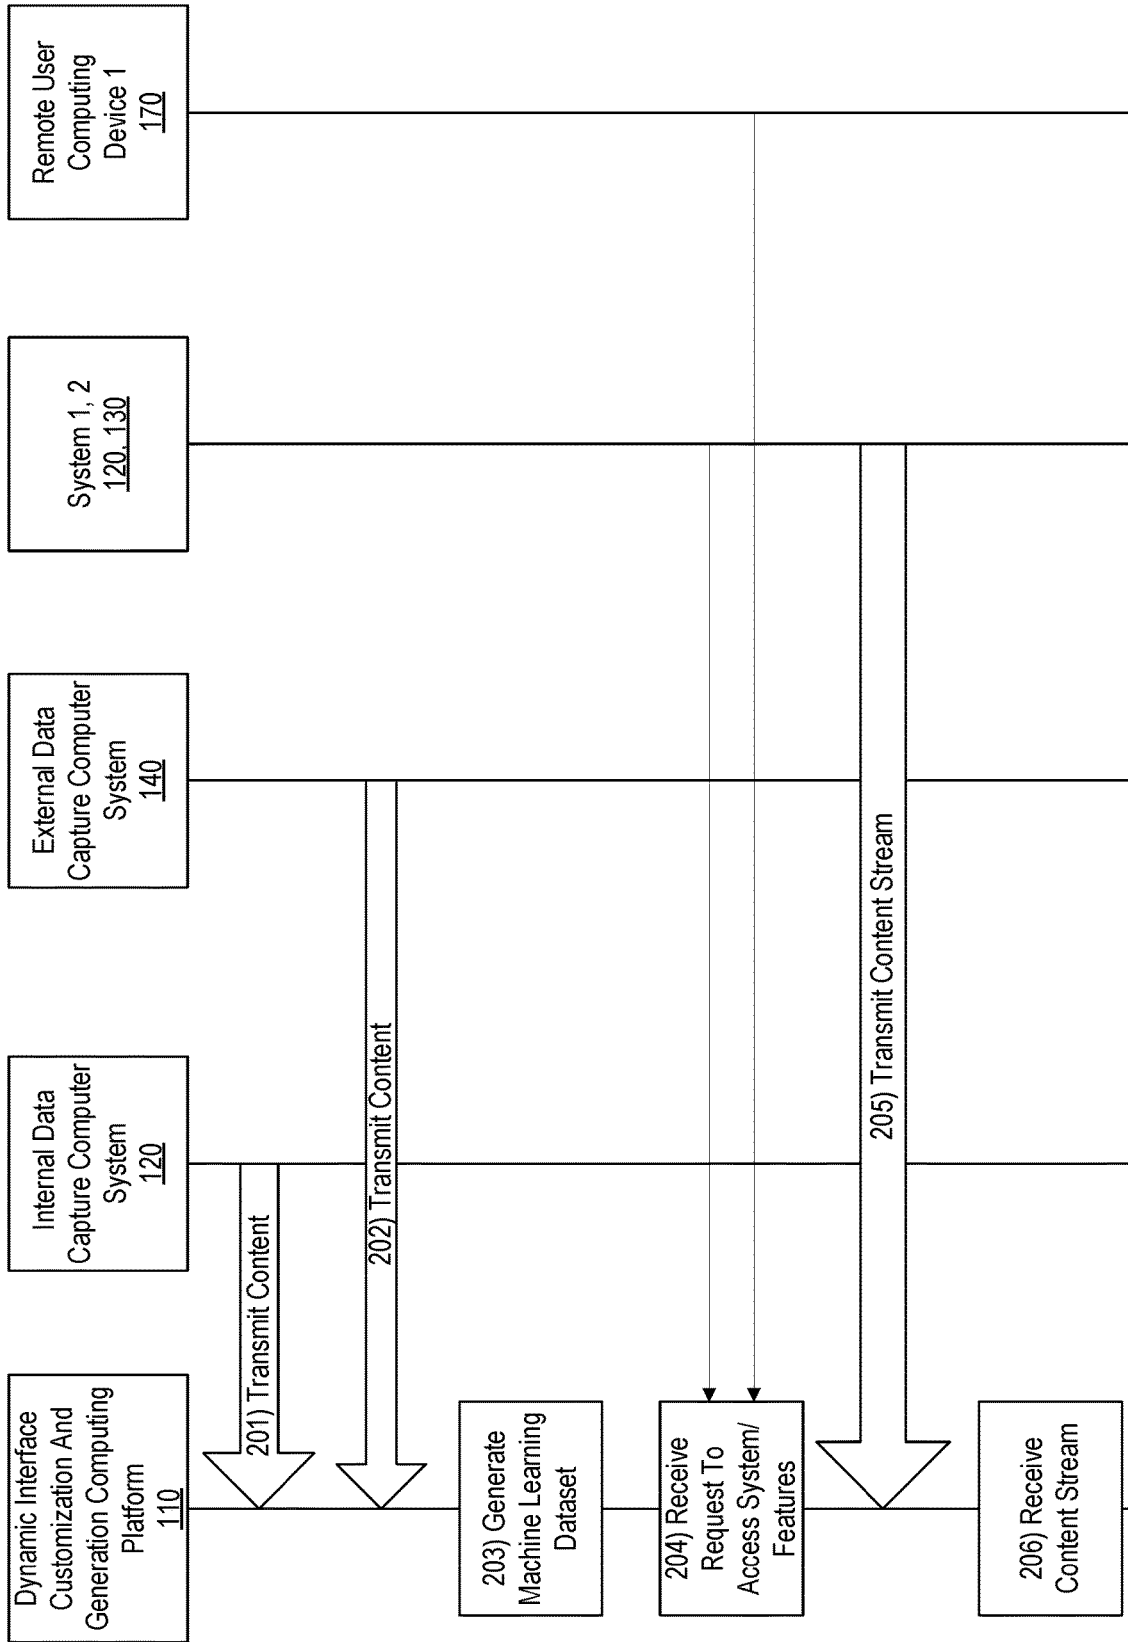 Dynamic Interface
Customization And
Generation Computing
Platform
110
Internal Data
Capture Computer
System
120
External Data
Capture Computer
System
140
System 1, 2
120, 130
Remote User
Computing
Device 1
170
201) Transmit Content
202) Transmit Content
203) Generate
Machine Learning
Dataset
204) Receive
Request To
Access System/
Features
205) Transmit Content Stream
206) Receive
Content Stream